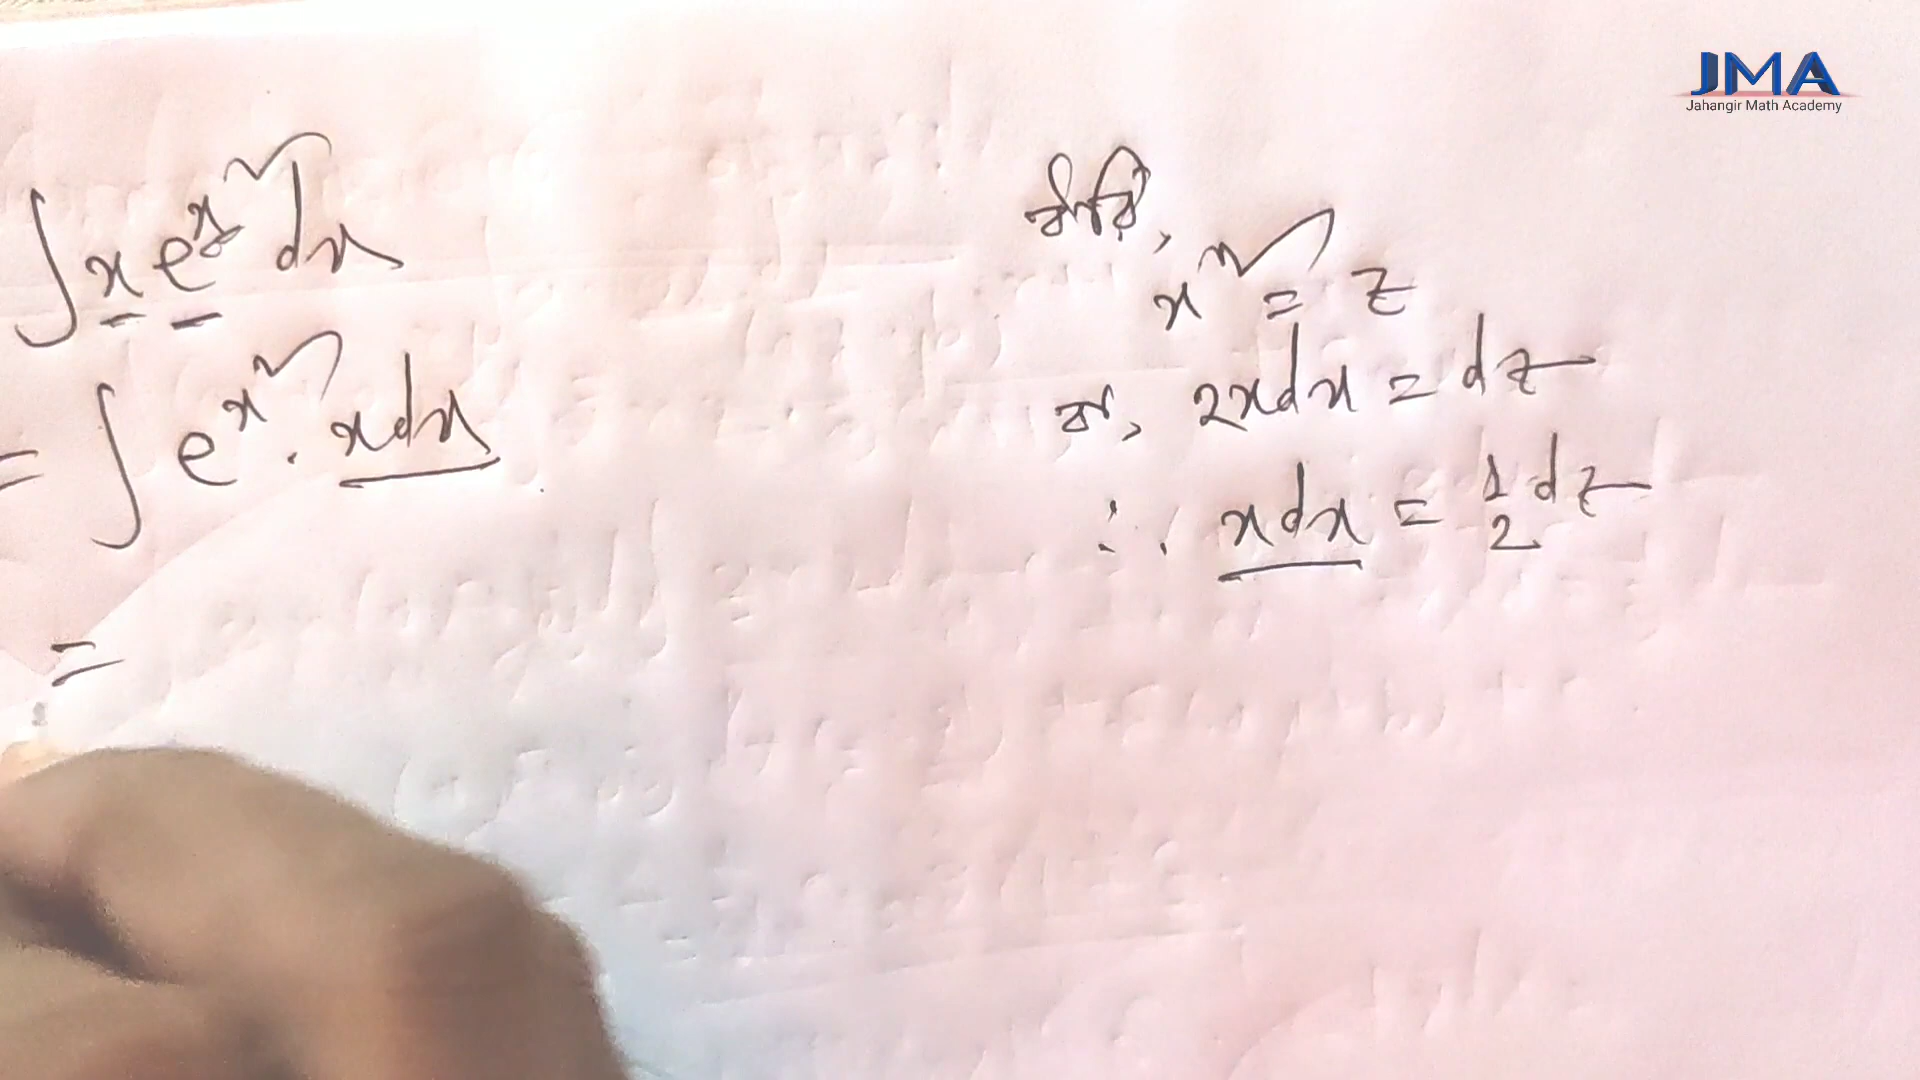 JMA
Jahangir Math Academy
∫xe^x² dx
= ∫e^x² . xdx
=
ধরি,
x² = z
বা, 2xdx = dz
∴ xdx = 1/2 dz